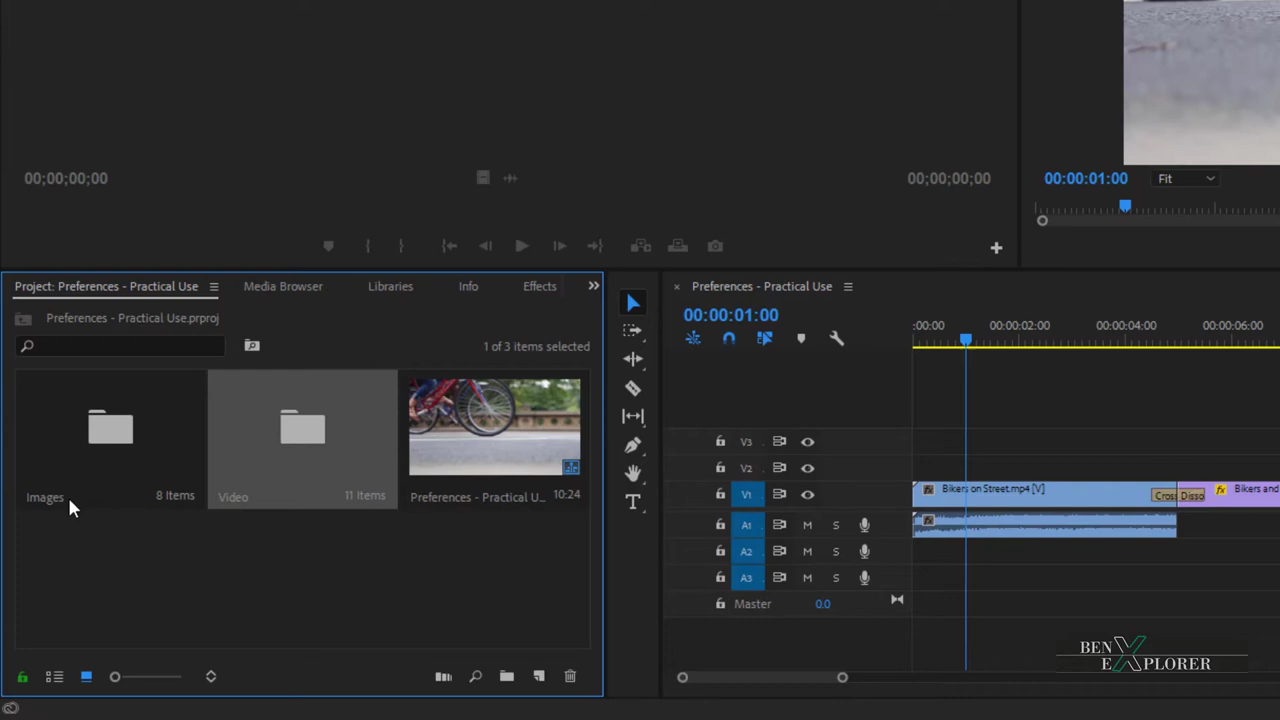 00;00;00;00
00;00;00;00
00:00:01:00
Fit
Project: Preferences - Practical Use
Media Browser
Libraries
Info
Effects
Preferences - Practical Use.prproj
1 of 3 items selected
Images
8 Items
Video
11 Items
Preferences - Practical U...
10:24
Preferences - Practical Use
00:00:01:00
:00:00
00:00:02:00
00:00:04:00
00:00:06:00
V3
V2
V1
Bikers on Street.mp4 [V]
Cross Disso
Bikers and
A1
M
S
A2
M
S
A3
M
S
Master
0.0
BEN
EXPLORER